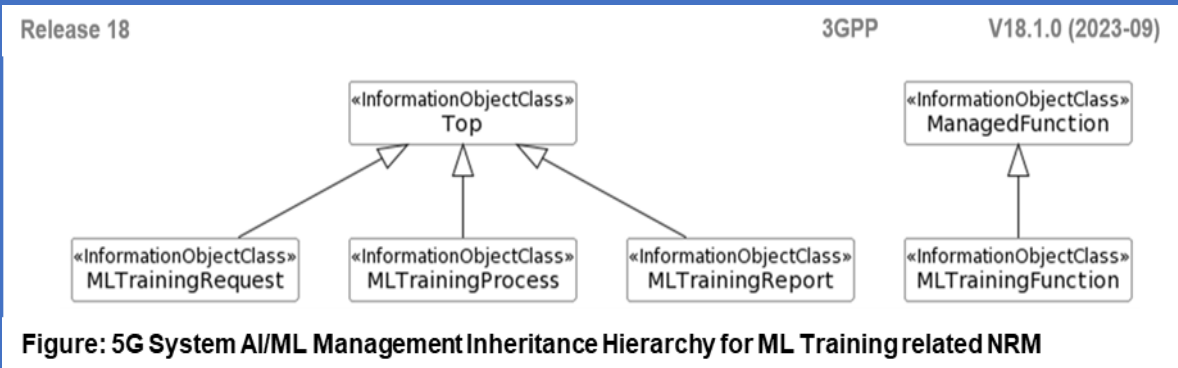 Release 18 3GPP V18.1.0 (2023-09)
«InformationObjectClass» «InformationObjectClass»
Top ManagedFunction
«InformationObjectClass» «InformationObjectClass» «InformationObjectClass» «InformationObjectClass»
MLTrainingRequest MLTrainingProcess MLTrainingReport MLTrainingFunction
Figure: 5G System AI/ML Management Inheritance Hierarchy for ML Training related NRM